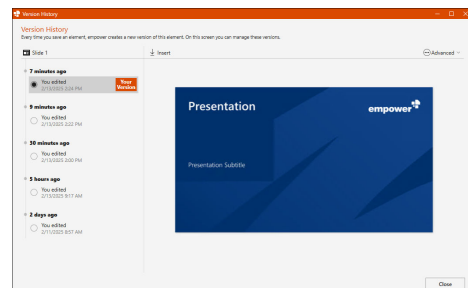 Version History
Version History
Every time you save an element, empower creates a new version of this element. On this screen you can manage these versions.
Slide 1
Insert
Advanced
7 minutes ago
You edited
2/13/2025 2:24 PM
Your
Version
9 minutes ago
You edited
2/13/2025 2:22 PM
30 minutes ago
You edited
2/13/2025 2:00 PM
5 hours ago
You edited
2/13/2025 9:17 AM
2 days ago
You edited
2/11/2025 8:57 AM
Presentation
empower
Presentation Subtitle
Close